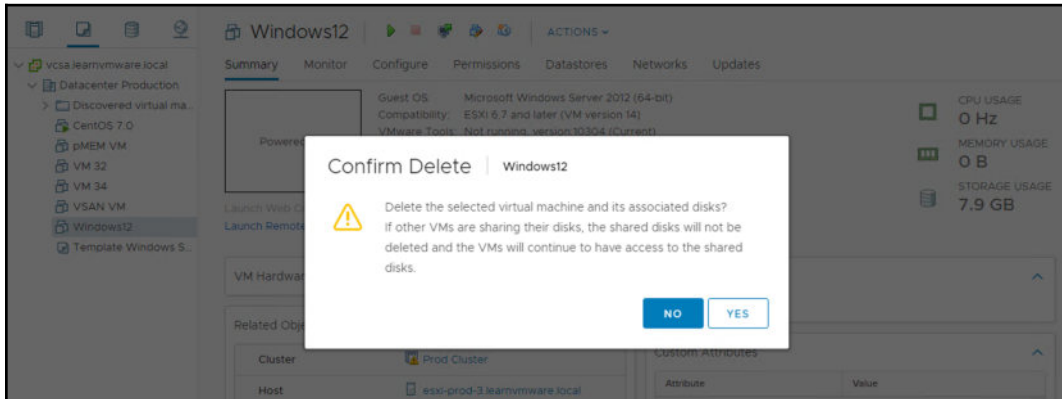 Windows12
ACTIONS
vcsa.learnvmware.local
Datacenter Production
Discovered virtual ma...
CentOS 7.0
pMEM VM
VM 32
VM 34
VSAN VM
Windows12
Template Windows S...
Summary Monitor Configure Permissions Datastores Networks Updates
Guest OS: Microsoft Windows Server 2012 (64-bit)
Compatibility: ESXi 6.7 and later (VM version 14)
VMware Tools: Not running, version:10304 (Current)
Powered
Launch Web C
Launch Remote
CPU USAGE
0 Hz
MEMORY USAGE
0 B
STORAGE USAGE
7.9 GB
Confirm Delete Windows12
Delete the selected virtual machine and its associated disks?
If other VMs are sharing their disks, the shared disks will not be
deleted and the VMs will continue to have access to the shared
disks.
NO YES
VM Hardwar
Related Obje
Cluster Prod Cluster
Host esxi-prod-3.learnvmware.local
Custom Attributes
Attribute Value